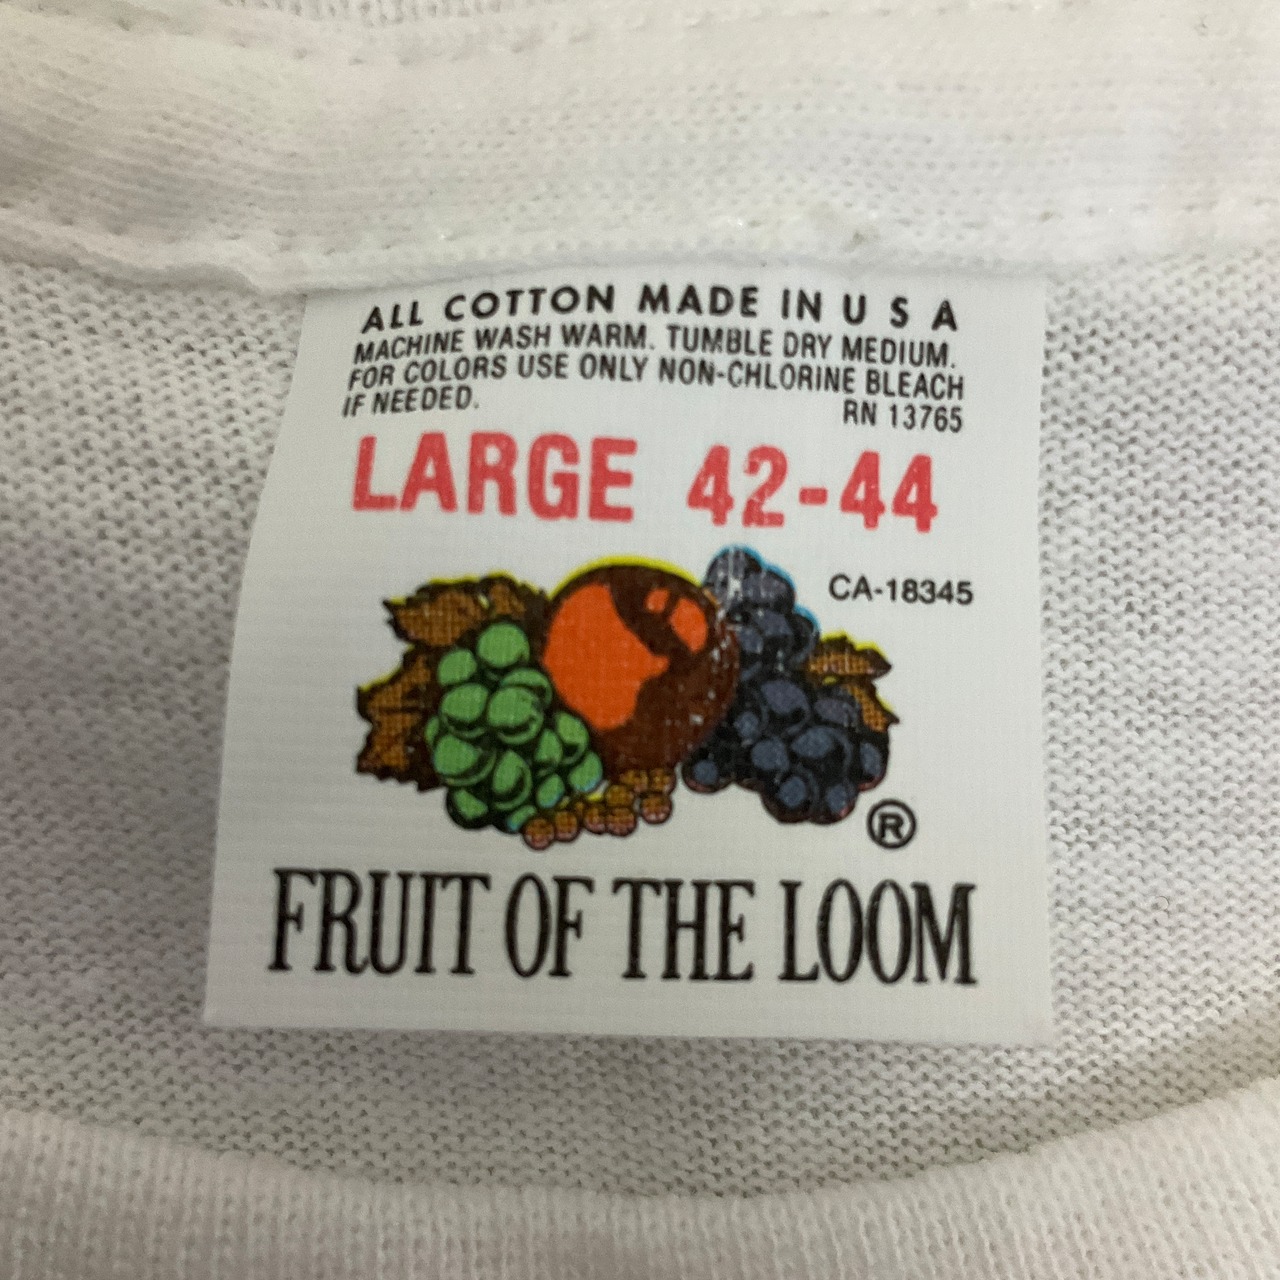 ALL COTTON MADE IN U S A
MACHINE WASH WARM. TUMBLE DRY MEDIUM.
FOR COLORS USE ONLY NON-CHLORINE BLEACH
IF NEEDED. RN 13765
LARGE 42-44
CA-18345
®
FRUIT OF THE LOOM